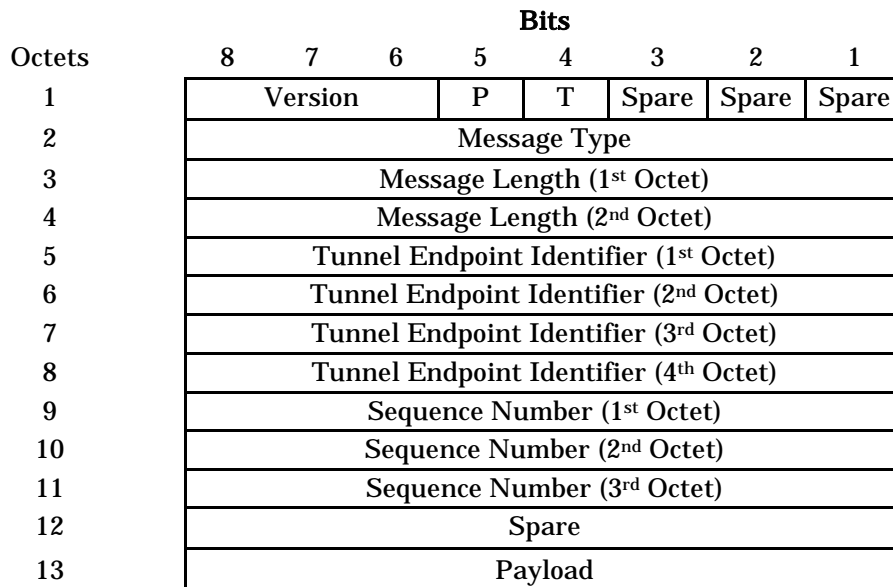 Bits
Octets 8 7 6 5 4 3 2 1
1 Version P T Spare Spare Spare
2 Message Type
3 Message Length (1st Octet)
4 Message Length (2nd Octet)
5 Tunnel Endpoint Identifier (1st Octet)
6 Tunnel Endpoint Identifier (2nd Octet)
7 Tunnel Endpoint Identifier (3rd Octet)
8 Tunnel Endpoint Identifier (4th Octet)
9 Sequence Number (1st Octet)
10 Sequence Number (2nd Octet)
11 Sequence Number (3rd Octet)
12 Spare
13 Payload